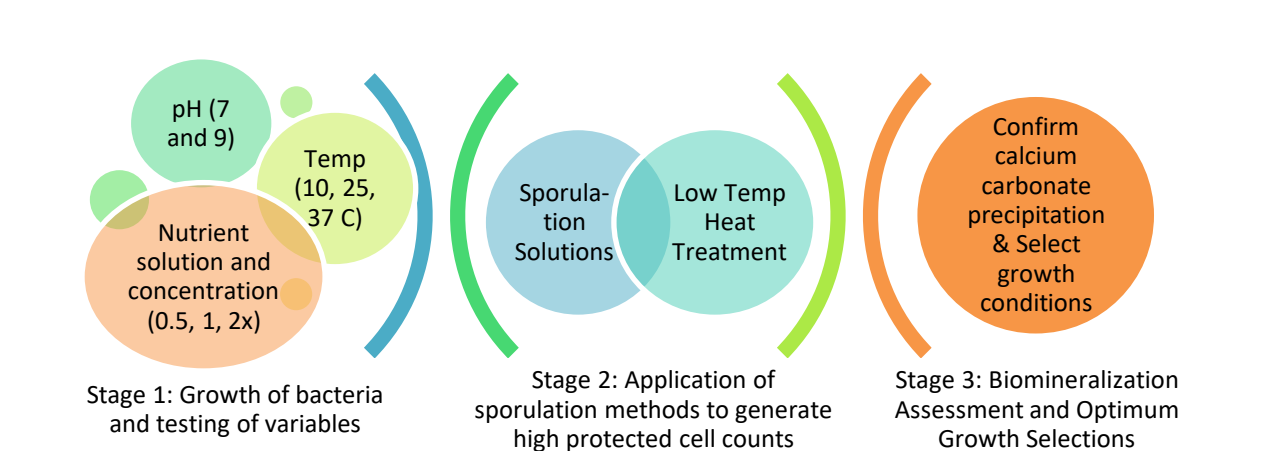 pH (7
and 9)
Temp
(10, 25,
37 C)
Nutrient
solution and
concentration
(0.5, 1, 2x)
Stage 1: Growth of bacteria
and testing of variables
Sporula-
tion
Solutions
Low Temp
Heat
Treatment
Stage 2: Application of
sporulation methods to generate
high protected cell counts
Confirm
calcium
carbonate
precipitation
& Select
growth
conditions
Stage 3: Biomineralization
Assessment and Optimum
Growth Selections